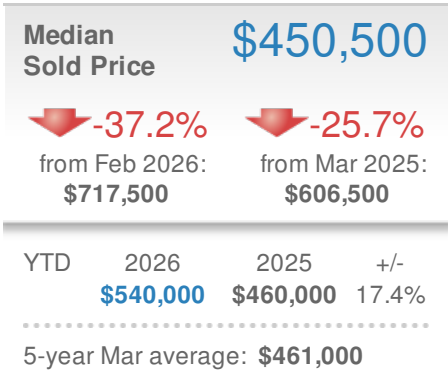 Median
Sold Price
$450,500
-37.2% -25.7%
from Feb 2026: from Mar 2025:
$717,500 $606,500
YTD 2026 2025 +/-
$540,000 $460,000 17.4%
5-year Mar average: $461,000